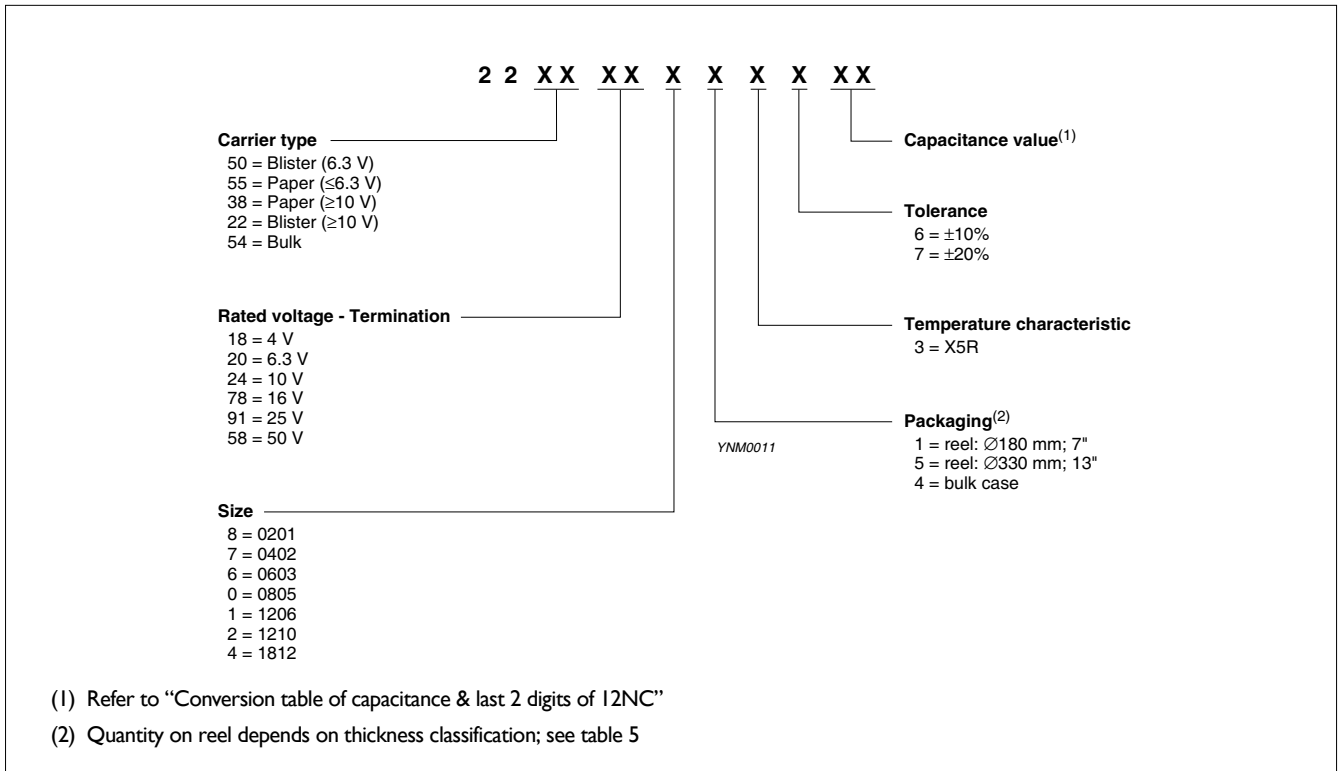 2 2 X X X X X X X X X X
Carrier type
50 = Blister (6.3 V)
55 = Paper (≤6.3 V)
38 = Paper (≥10 V)
22 = Blister (≥10 V)
54 = Bulk
Rated voltage - Termination
18 = 4 V
20 = 6.3 V
24 = 10 V
78 = 16 V
91 = 25 V
58 = 50 V
Size
8 = 0201
7 = 0402
6 = 0603
0 = 0805
1 = 1206
2 = 1210
4 = 1812
Capacitance value(1)
Tolerance
6 = ±10%
7 = ±20%
Temperature characteristic
3 = X5R
Packaging(2)
1 = reel: ∅180 mm; 7"
5 = reel: ∅330 mm; 13"
4 = bulk case
YNM0011
(1) Refer to “Conversion table of capacitance & last 2 digits of 12NC”
(2) Quantity on reel depends on thickness classification; see table 5